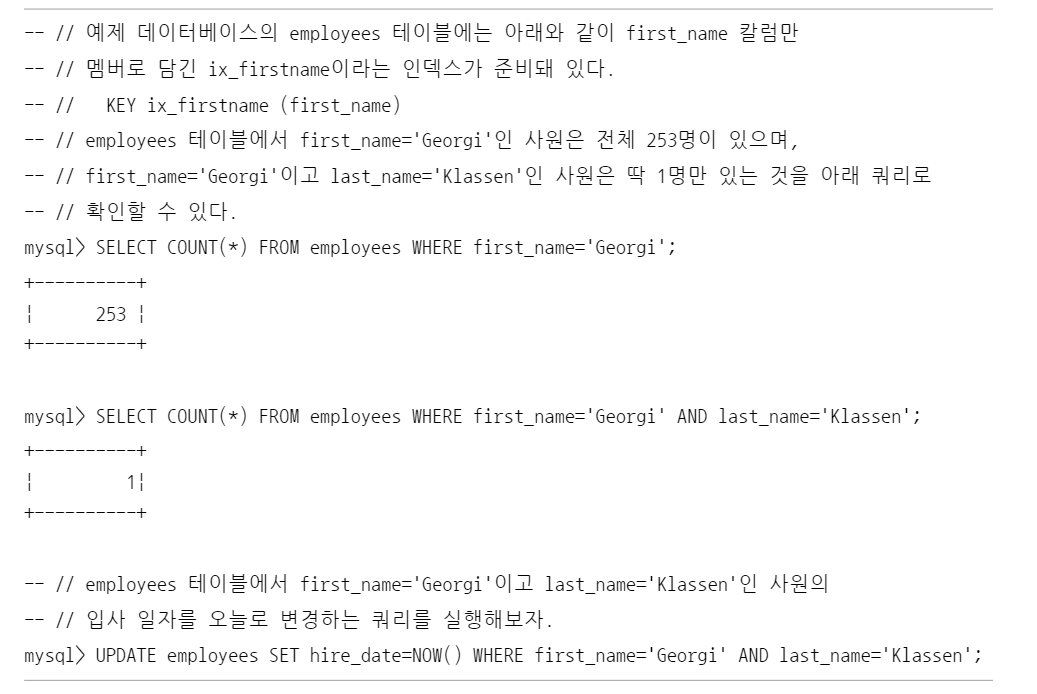 -- // 예제 데이터베이스의 employees 테이블에는 아래와 같이 first_name 칼럼만
-- // 멤버로 담긴 ix_firstname이라는 인덱스가 준비돼 있다.
-- //   KEY ix_firstname (first_name)
-- // employees 테이블에서 first_name='Georgi'인 사원은 전체 253명이 있으며,
-- // first_name='Georgi'이고 last_name='Klassen'인 사원은 딱 1명만 있는 것을 아래 쿼리로
-- // 확인할 수 있다.
mysql> SELECT COUNT(*) FROM employees WHERE first_name='Georgi';
+----------+
|      253 |
+----------+
mysql> SELECT COUNT(*) FROM employees WHERE first_name='Georgi' AND last_name='Klassen';
+----------+
|         1|
+----------+
-- // employees 테이블에서 first_name='Georgi'이고 last_name='Klassen'인 사원의
-- // 입사 일자를 오늘로 변경하는 쿼리를 실행해보자.
mysql> UPDATE employees SET hire_date=NOW() WHERE first_name='Georgi' AND last_name='Klassen';